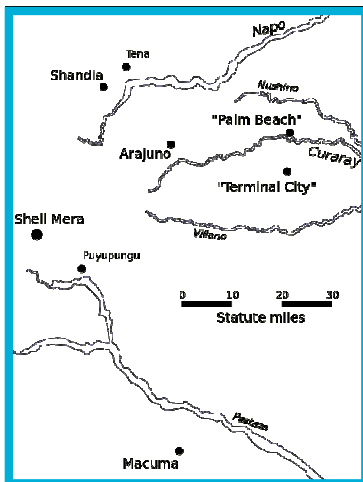 Napo
Tena
Shandia
Nushino
"Palm Beach"
Arajuno
Curaray
"Terminal City"
Villano
Shell Mera
Puyupungu
0 10 20 30
Statute miles
Pastaza
Macuma